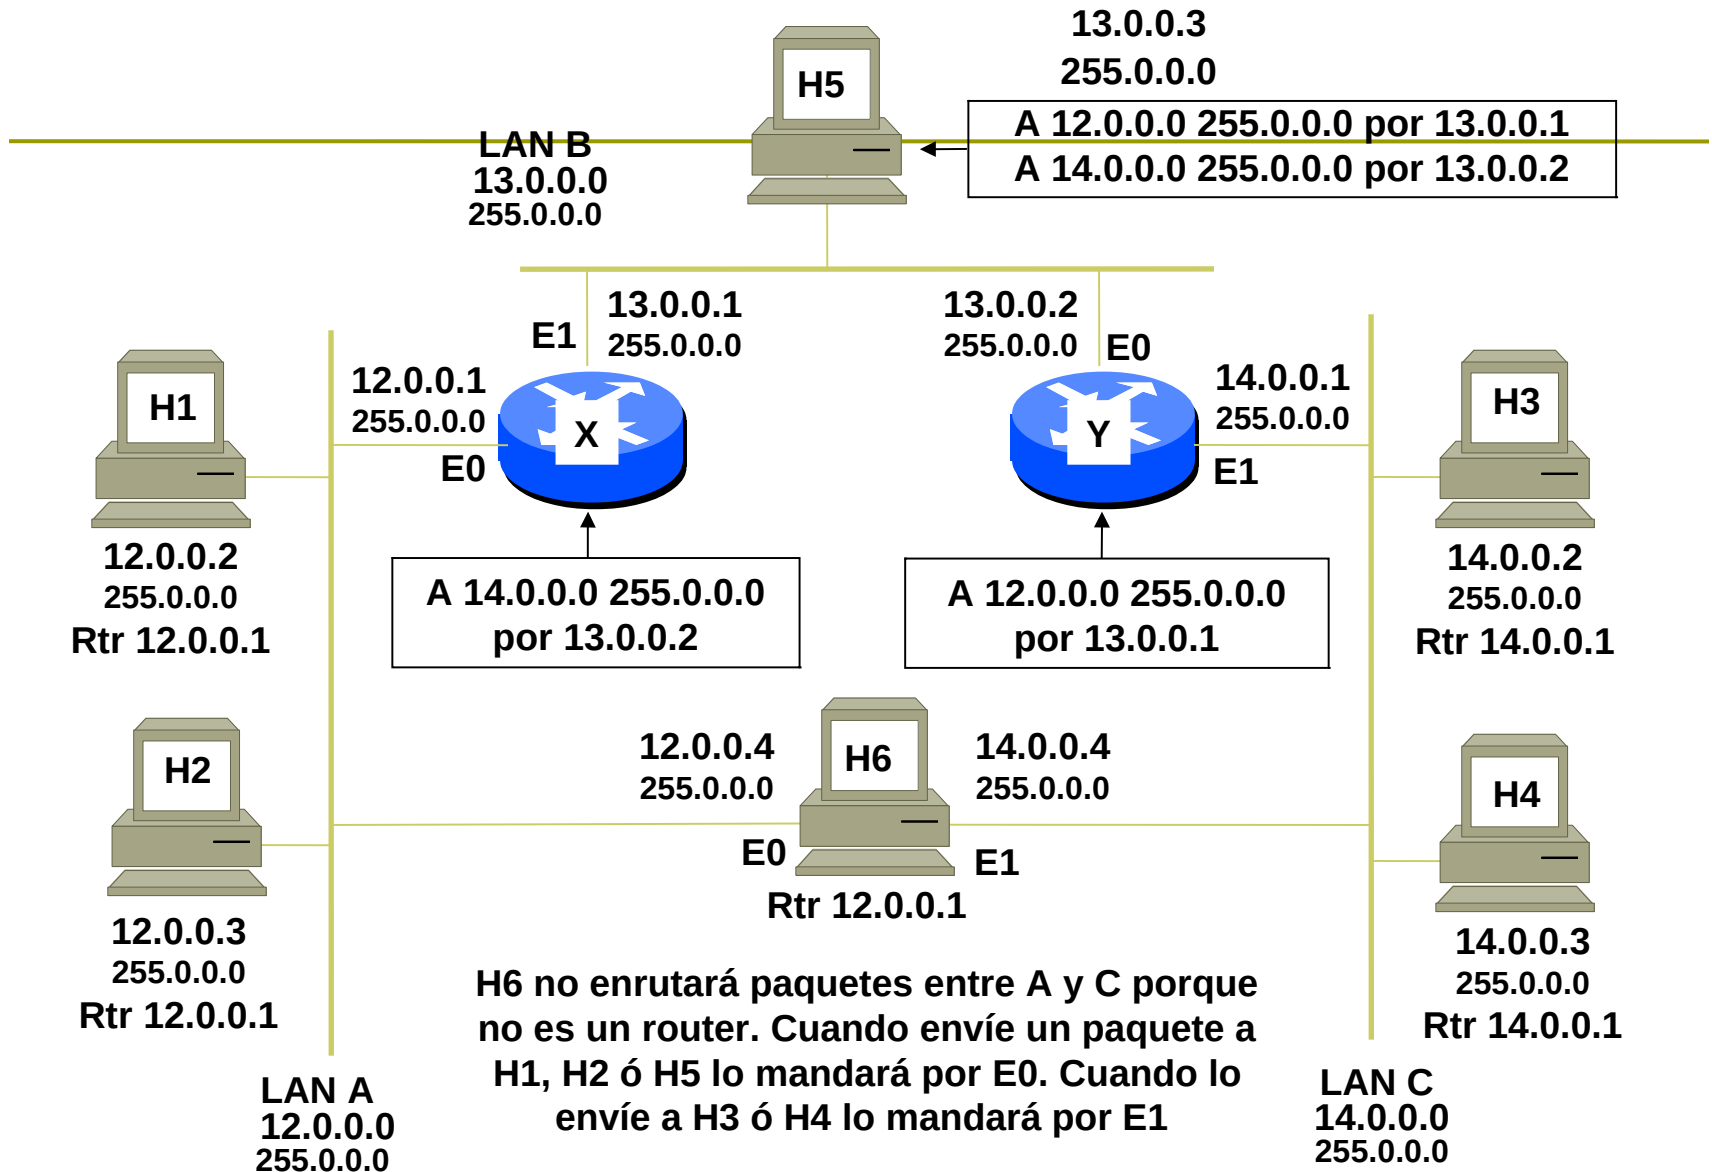 13.0.0.3
255.0.0.0
H5
A 12.0.0.0 255.0.0.0 por 13.0.0.1
A 14.0.0.0 255.0.0.0 por 13.0.0.2
LAN B
13.0.0.0
255.0.0.0
13.0.0.1
255.0.0.0
E1
13.0.0.2
255.0.0.0
E0
H1
12.0.0.1
255.0.0.0
E0
X
Y
14.0.0.1
255.0.0.0
E1
H3
12.0.0.2
255.0.0.0
Rtr 12.0.0.1
A 14.0.0.0 255.0.0.0
por 13.0.0.2
A 12.0.0.0 255.0.0.0
por 13.0.0.1
14.0.0.2
255.0.0.0
Rtr 14.0.0.1
H2
12.0.0.4
255.0.0.0
E0
H6
14.0.0.4
255.0.0.0
E1
Rtr 12.0.0.1
H4
12.0.0.3
255.0.0.0
Rtr 12.0.0.1
14.0.0.3
255.0.0.0
Rtr 14.0.0.1
H6 no enrutará paquetes entre A y C porque
no es un router. Cuando envíe un paquete a
H1, H2 ó H5 lo mandará por E0. Cuando lo
envíe a H3 ó H4 lo mandará por E1
LAN A
12.0.0.0
255.0.0.0
LAN C
14.0.0.0
255.0.0.0